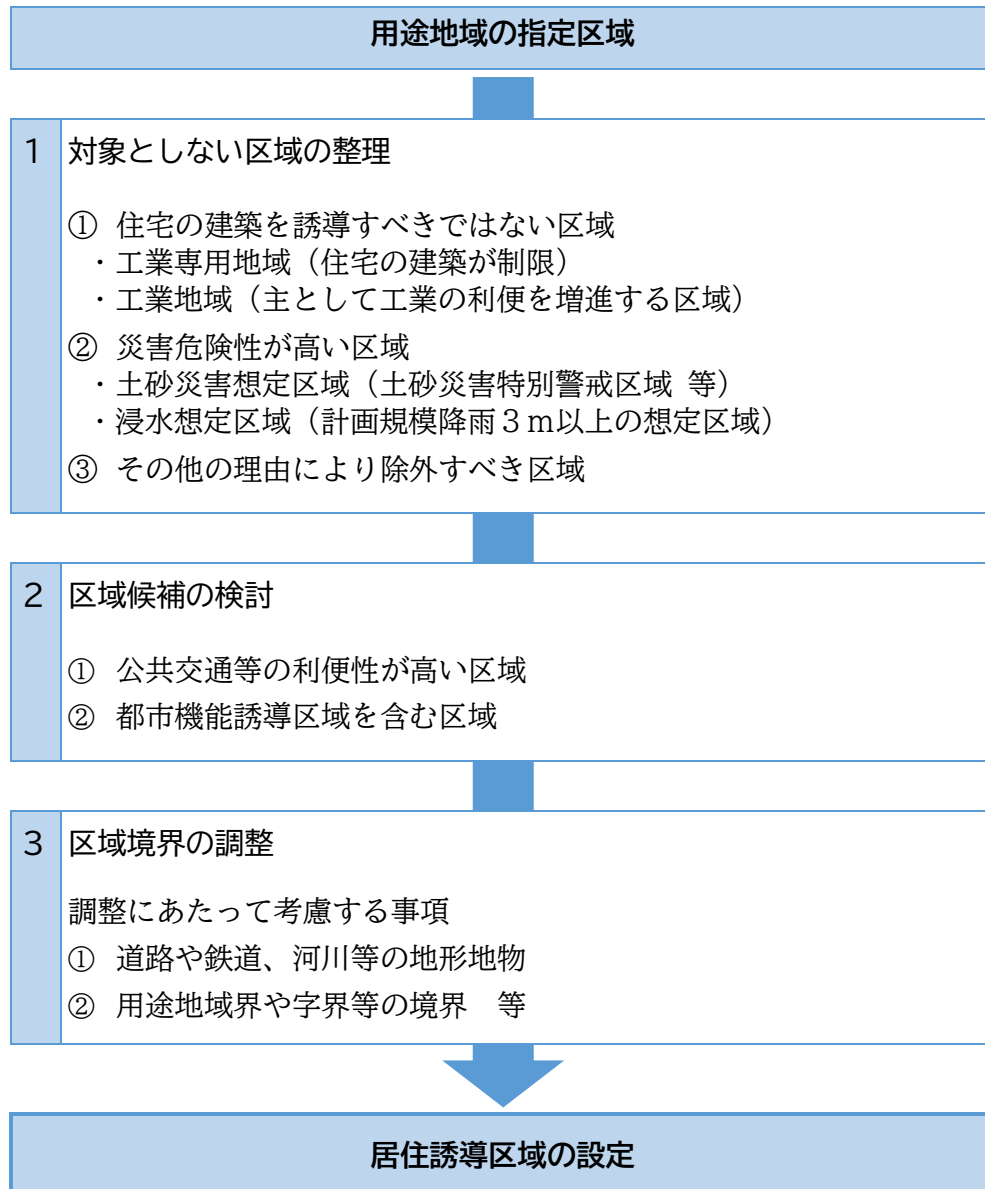 用途地域の指定区域
1 対象としない区域の整理
① 住宅の建築を誘導すべきではない区域
・工業専用地域（住宅の建築が制限）
・工業地域（主として工業の利便を増進する区域）
② 災害危険性が高い区域
・土砂災害想定区域（土砂災害特別警戒区域 等）
・浸水想定区域（計画規模降雨３ｍ以上の想定区域）
③ その他の理由により除外すべき区域
2 区域候補の検討
① 公共交通等の利便性が高い区域
② 都市機能誘導区域を含む区域
3 区域境界の調整
調整にあたって考慮する事項
① 道路や鉄道、河川等の地形地物
② 用途地域界や字界等の境界　等
居住誘導区域の設定